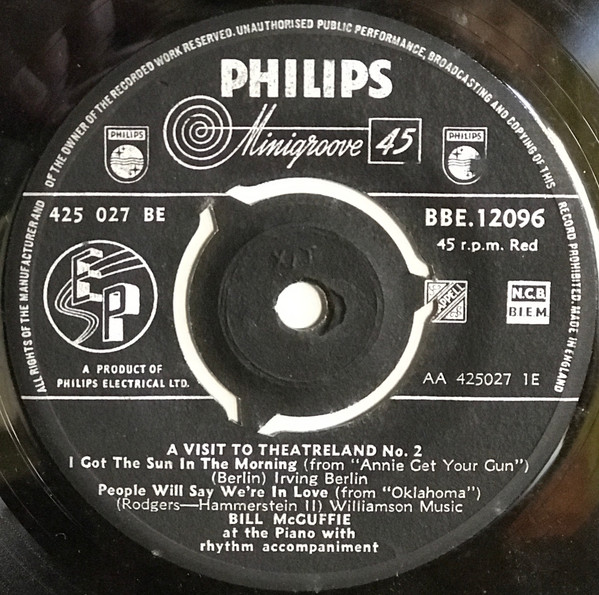 ALL RIGHTS OF THE MANUFACTURER AND OF THE OWNER OF THE RECORDED WORK RESERVED. UNAUTHORISED PUBLIC PERFORMANCE, BROADCASTING AND COPYING OF THIS RECORD PROHIBITED. MADE IN ENGLAND
PHILIPS
Minigroove 45
PHILIPS
PHILIPS
425 027 BE
BBE.12096
45 r.p.m. Red
EP
N.C.B.
BIEM
A PRODUCT OF
PHILIPS ELECTRICAL LTD.
AA 425027 1E
A VISIT TO THEATRELAND No. 2
I Got The Sun In The Morning (from "Annie Get Your Gun")
(Berlin) Irving Berlin
People Will Say We're In Love (from "Oklahoma")
(Rodgers—Hammerstein II) Williamson Music
BILL McGUFFIE
at the Piano with
rhythm accompaniment